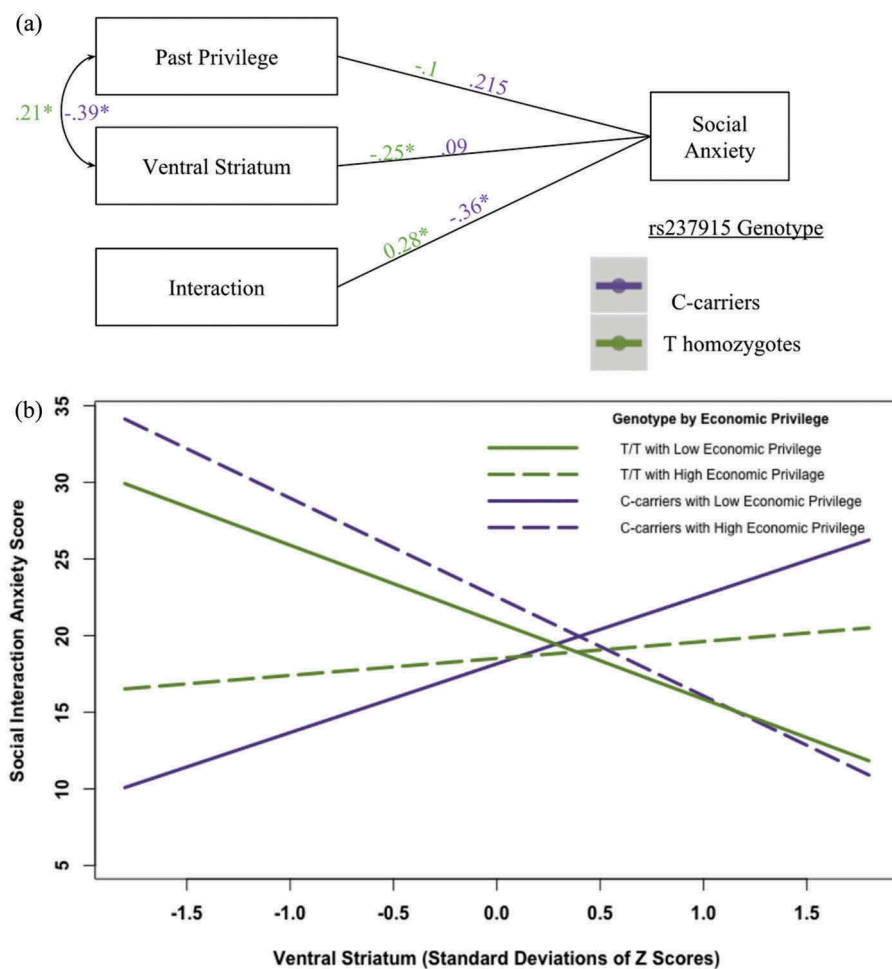 (a)
Past Privilege
-.1 .215
.21* -.39*
Social
Anxiety
Ventral Striatum
-.25* .09
0.28* -.36*
rs237915 Genotype
Interaction
C-carriers
T homozygotes
(b)
Genotype by Economic Privilege
T/T with Low Economic Privilege
T/T with High Economic Privilage
C-carriers with Low Economic Privilege
C-carriers with High Economic Privilege
Social Interaction Anxiety Score
35
30
25
20
15
10
5
-1.5 -1.0 -0.5 0.0 0.5 1.0 1.5
Ventral Striatum (Standard Deviations of Z Scores)